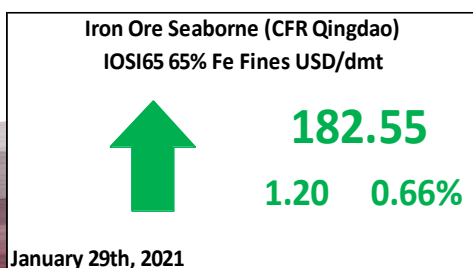 Iron Ore Seaborne (CFR Qingdao)
IOSI65 65% Fe Fines USD/dmt
182.55
1.20 0.66%
January 29th, 2021